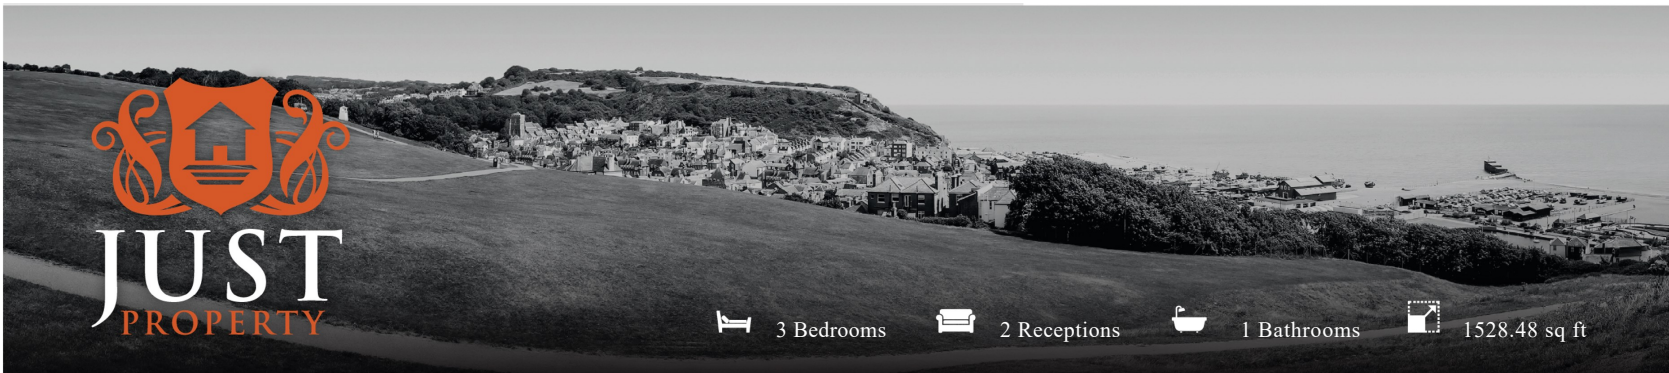 JUST
PROPERTY
3 Bedrooms
2 Receptions
1 Bathrooms
1528.48 sq ft